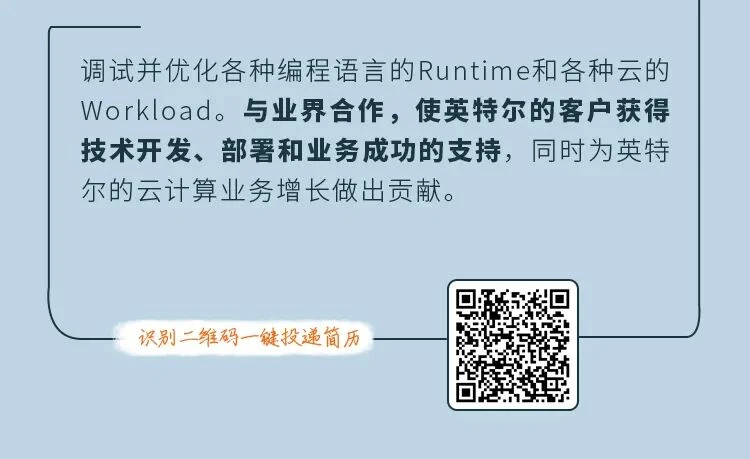 调试并优化各种编程语言的Runtime和各种云的
Workload。与业界合作，使英特尔的客户获得
技术开发、部署和业务成功的支持，同时为英特
尔的云计算业务增长做出贡献。
识别二维码一键投递简历